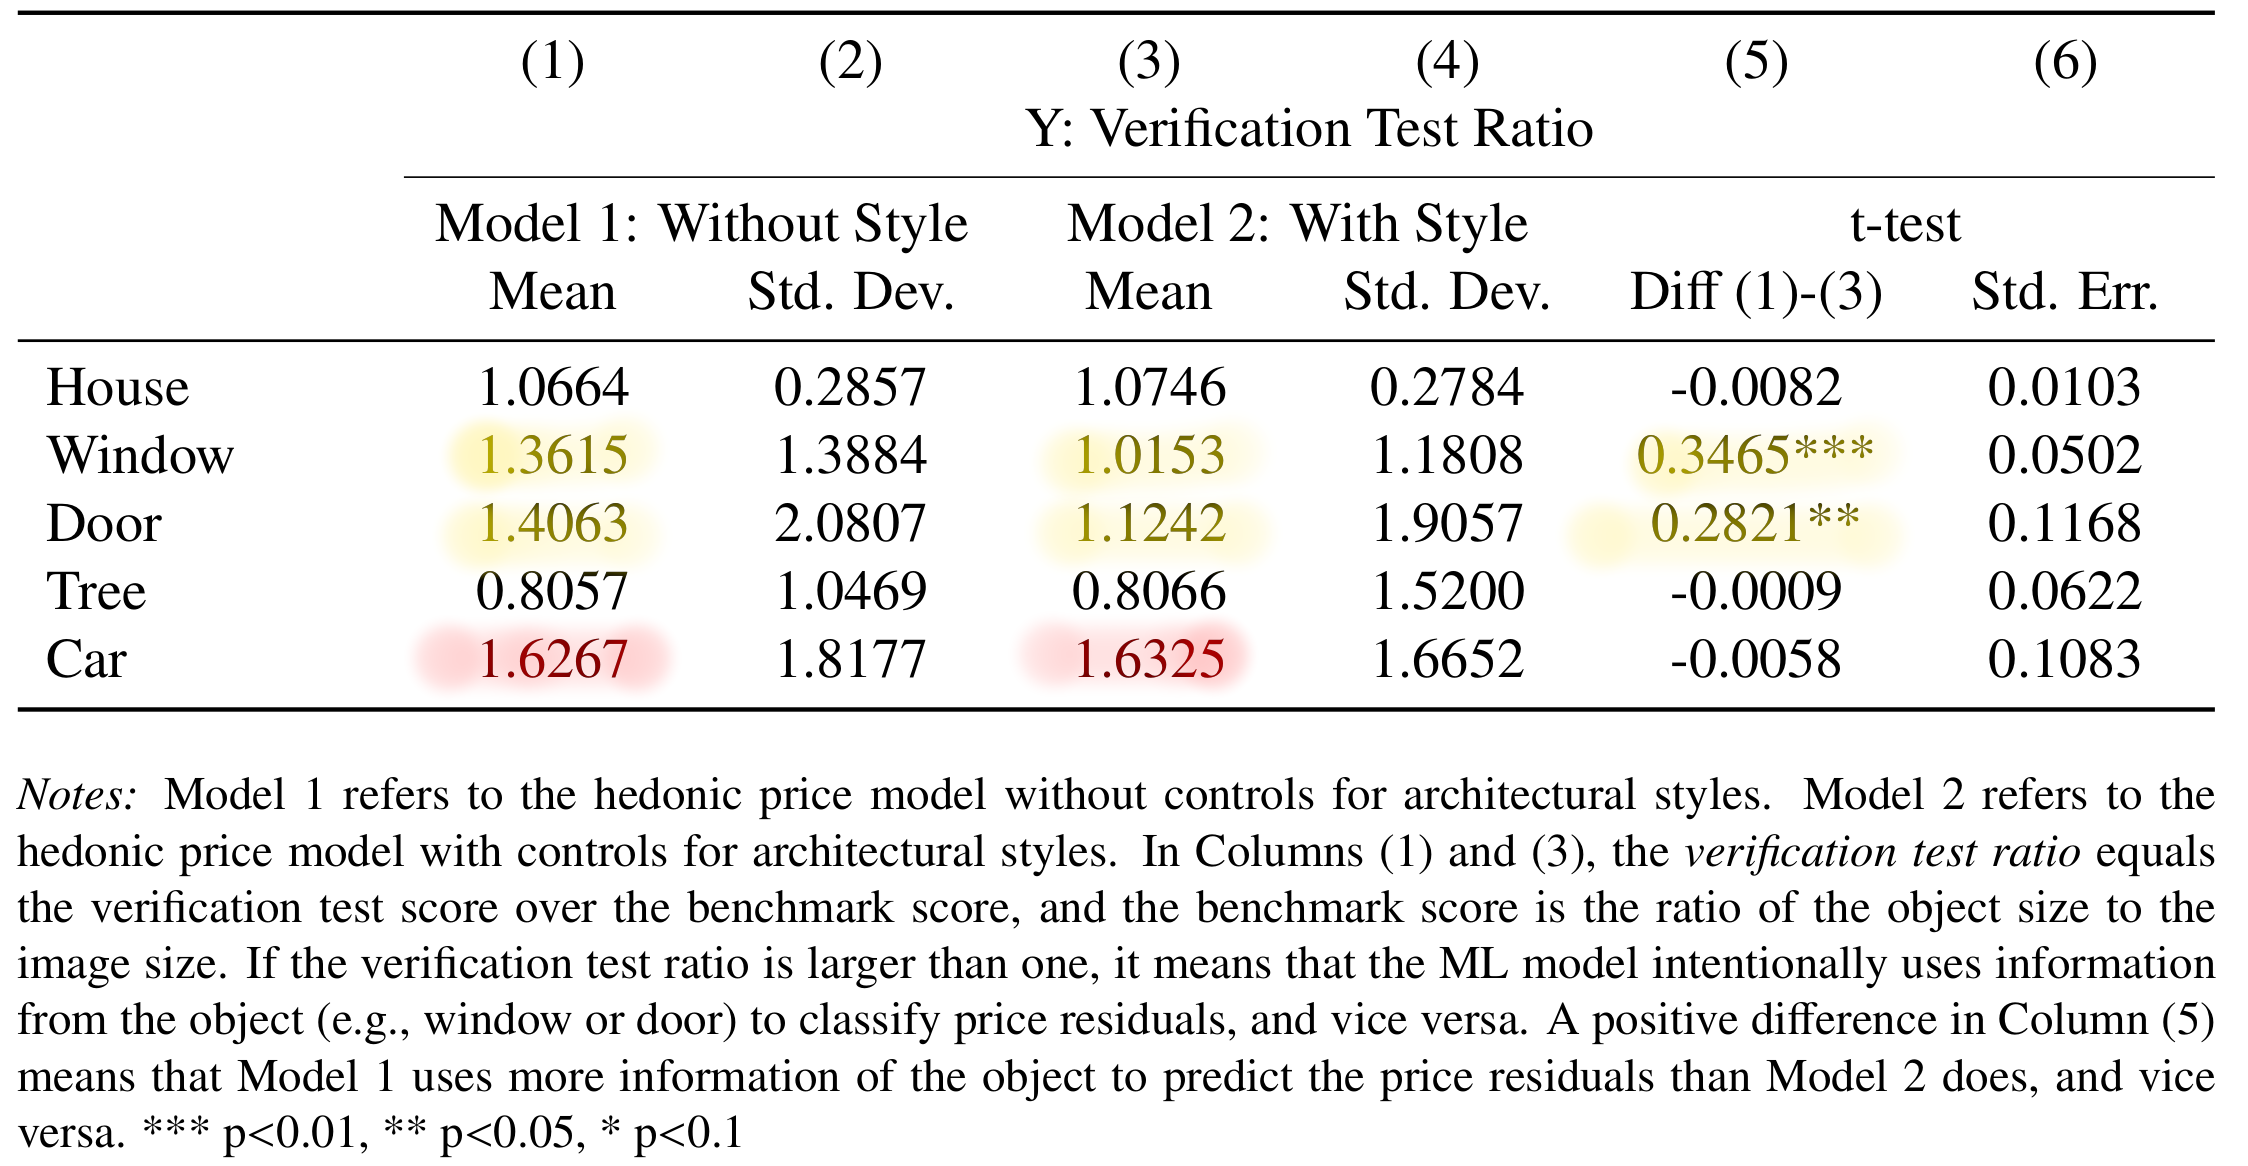 (1) (2) (3) (4) (5) (6)
Y: Verification Test Ratio
Model 1: Without Style Model 2: With Style t-test
Mean Std. Dev. Mean Std. Dev. Diff (1)-(3) Std. Err.
House 1.0664 0.2857 1.0746 0.2784 -0.0082 0.0103
Window 1.3615 1.3884 1.0153 1.1808 0.3465*** 0.0502
Door 1.4063 2.0807 1.1242 1.9057 0.2821** 0.1168
Tree 0.8057 1.0469 0.8066 1.5200 -0.0009 0.0622
Car 1.6267 1.8177 1.6325 1.6652 -0.0058 0.1083
Notes: Model 1 refers to the hedonic price model without controls for architectural styles. Model 2 refers to the
hedonic price model with controls for architectural styles. In Columns (1) and (3), the verification test ratio equals
the verification test score over the benchmark score, and the benchmark score is the ratio of the object size to the
image size. If the verification test ratio is larger than one, it means that the ML model intentionally uses information
from the object (e.g., window or door) to classify price residuals, and vice versa. A positive difference in Column (5)
means that Model 1 uses more information of the object to predict the price residuals than Model 2 does, and vice
versa. *** p<0.01, ** p<0.05, * p<0.1